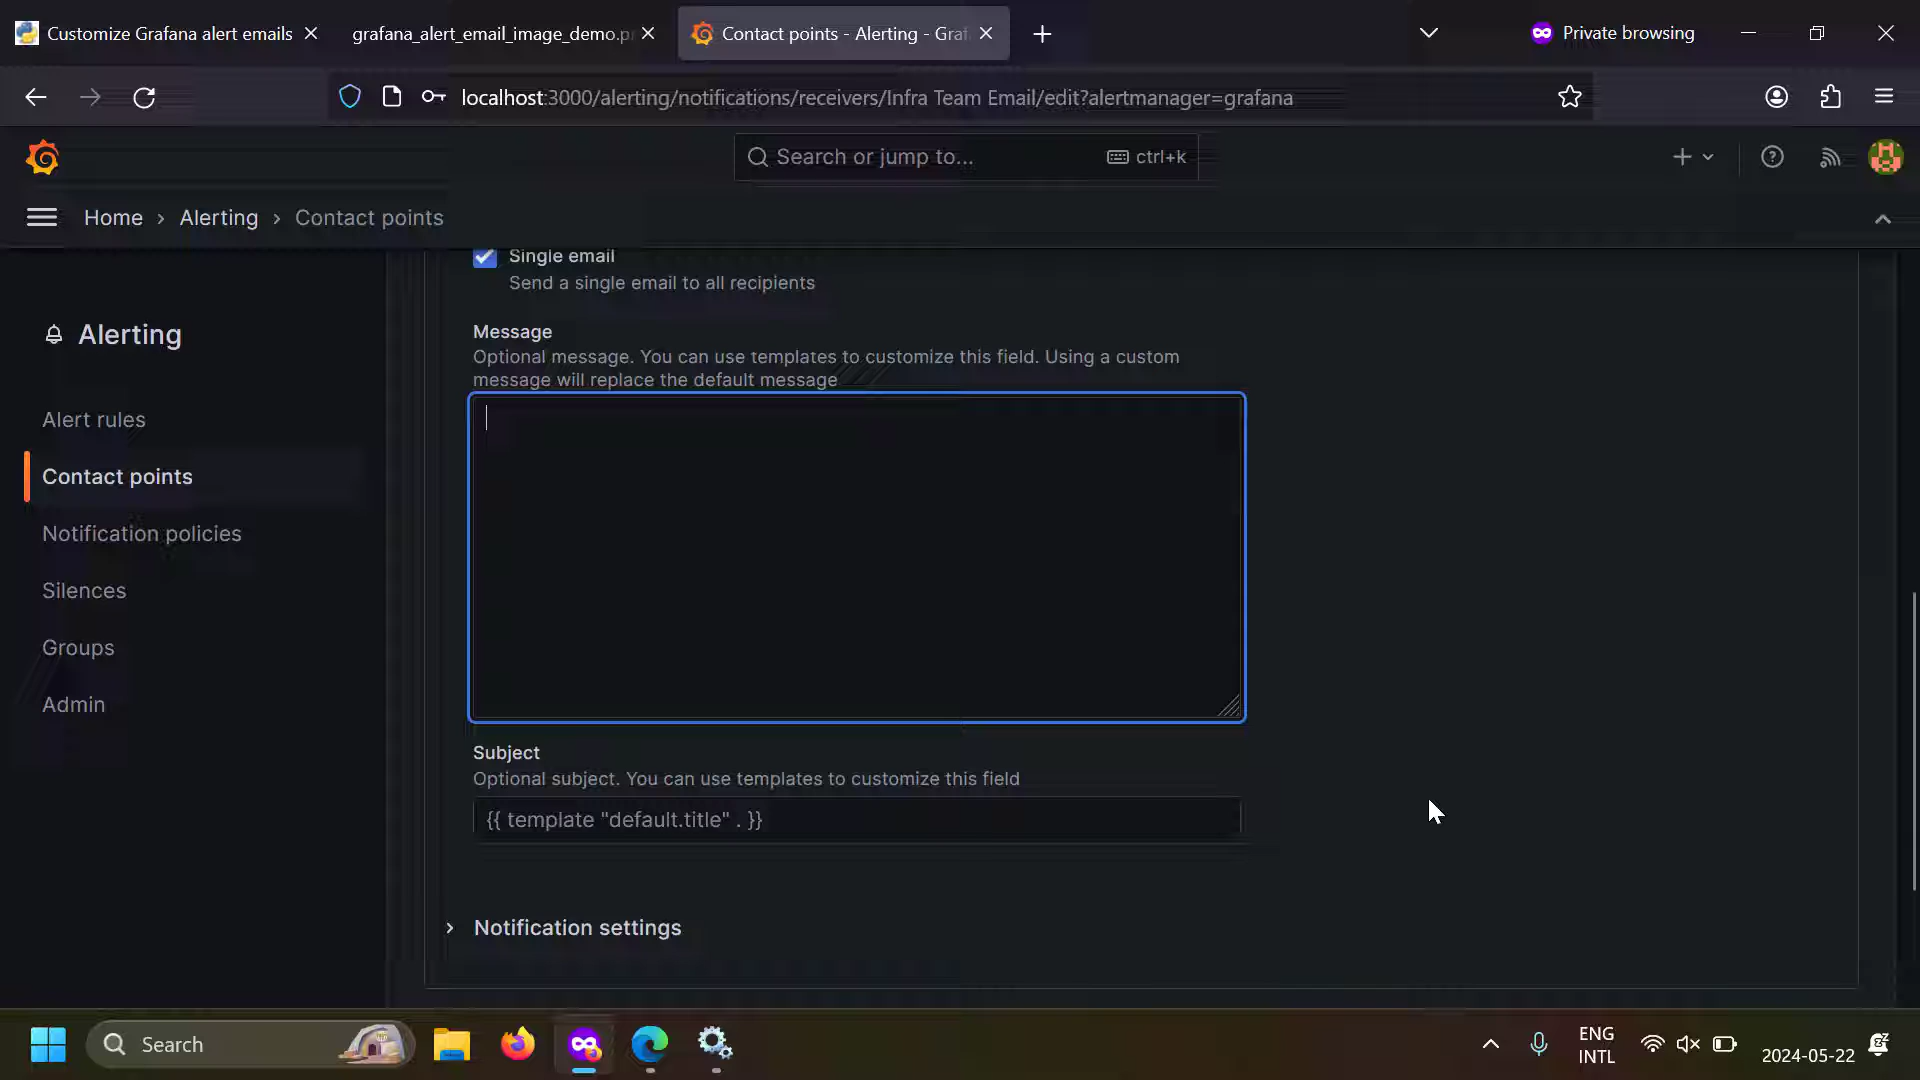 Customize Grafana alert emails
grafana_alert_email_image_demo.p
Contact points - Alerting - Graf
Private browsing
localhost:3000/alerting/notifications/receivers/Infra Team Email/edit?alertmanager=grafana
Search or jump to...
ctrl+k
Home › Alerting › Contact points
Single email
Send a single email to all recipients
Alerting
Alert rules
Contact points
Notification policies
Silences
Groups
Admin
Message
Optional message. You can use templates to customize this field. Using a custom
message will replace the default message
Subject
Optional subject. You can use templates to customize this field
{{ template "default.title" . }}
Notification settings
Search
ENG
INTL
2024-05-22